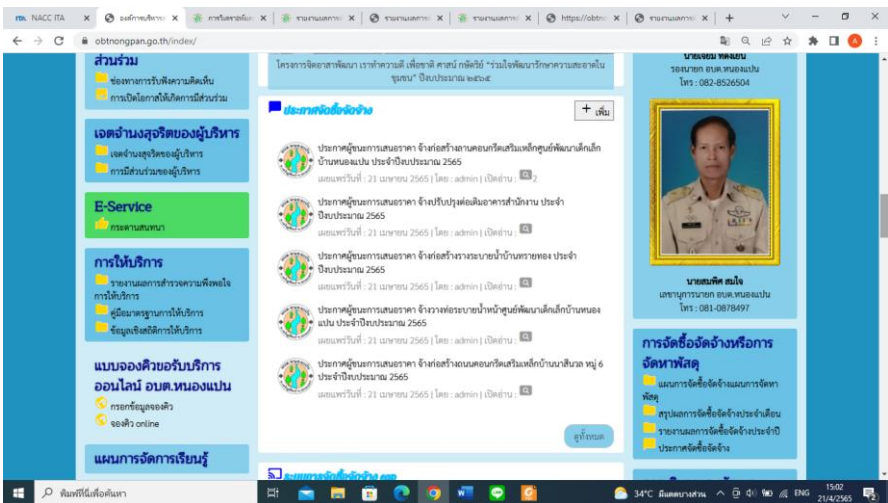 NACC ITA
https://obtno
obtnongpan.go.th/index/
ส่วนร่วม
ช่องทางการรับฟังความคิดเห็น
การเปิดโอกาสให้เกิดการมีส่วนร่วม
เจตจำนงสุจริตของผู้บริหาร
เจตจำนงสุจริตของผู้บริหาร
การมีส่วนร่วมของผู้บริหาร
E-Service
กระดานสนทนา
การให้บริการ
รายงานผลการสำรวจความพึงพอใจ
การให้บริการ
คู่มือมาตรฐานการให้บริการ
ข้อมูลเชิงสถิติการให้บริการ
แบบจองคิวขอรับบริการ
ออนไลน์ อบต.หนองแปน
กรอกข้อมูลจองคิว
จองคิว online
แผนการจัดการเรียนรู้
โครงการจิตอาสาพัฒนา เราทำความดี เพื่อชาติ ศาสน์ กษัตริย์ "ร่วมใจพัฒนารักษาความสะอาดใน
ชุมชน" ปีงบประมาณ ๒๕๖๕
ประกาศจัดซื้อจัดจ้าง
+ เพิ่ม
ประกาศผู้ชนะการเสนอราคา จ้างก่อสร้างลานคอนกรีตเสริมเหล็กศูนย์พัฒนาเด็กเล็ก
บ้านหนองแปน ประจำปีงบประมาณ 2565
เผยแพร่วันที่ : 21 เมษายน 2565 | โดย : admin | เปิดอ่าน : 2
ประกาศผู้ชนะการเสนอราคา จ้างปรับปรุงต่อเติมอาคารสำนักงาน ประจำ
ปีงบประมาณ 2565
เผยแพร่วันที่ : 21 เมษายน 2565 | โดย : admin | เปิดอ่าน :
ประกาศผู้ชนะการเสนอราคา จ้างก่อสร้างรางระบายน้ำบ้านทรายทอง ประจำ
ปีงบประมาณ 2565
เผยแพร่วันที่ : 21 เมษายน 2565 | โดย : admin | เปิดอ่าน :
ประกาศผู้ชนะการเสนอราคา จ้างวางท่อระบายน้ำหน้าศูนย์พัฒนาเด็กเล็กบ้านหนอง
แปน ประจำปีงบประมาณ 2565
เผยแพร่วันที่ : 21 เมษายน 2565 | โดย : admin | เปิดอ่าน :
ประกาศผู้ชนะการเสนอราคา จ้างก่อสร้างถนนคอนกรีตเสริมเหล็กบ้านนาสีนวล หมู่ 6
ประจำปีงบประมาณ 2565
เผยแพร่วันที่ : 21 เมษายน 2565 | โดย : admin | เปิดอ่าน :
ดูทั้งหมด
ระบบการจัดซื้อจัดจ้าง egp
รองนายก อบต.หนองแปน
โทร : 082-8526504
นายสมพิศ สมใจ
เลขานุการนายก อบต.หนองแปน
โทร : 081-0878497
การจัดซื้อจัดจ้างหรือการ
จัดหาพัสดุ
แผนการจัดซื้อจัดจ้างแผนการจัดหา
พัสดุ
สรุปผลการจัดซื้อจัดจ้างประจำเดือน
รายงานผลการจัดซื้อจัดจ้างประจำปี
ประกาศจัดซื้อจัดจ้าง
พิมพ์ที่นี่เพื่อค้นหา
34°C มีแดดบางส่วน
ENG
15:02
21/4/2565